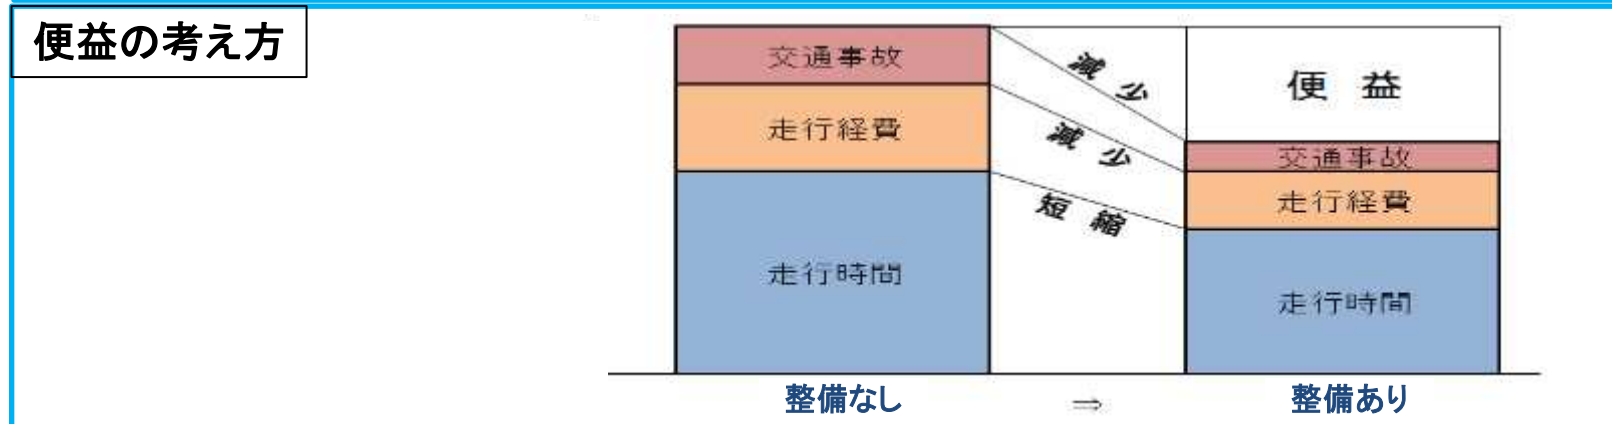 便益の考え方
交通事故
走行経費
走行時間
減少
減少
短縮
便益
交通事故
走行経費
走行時間
整備なし
⇒
整備あり